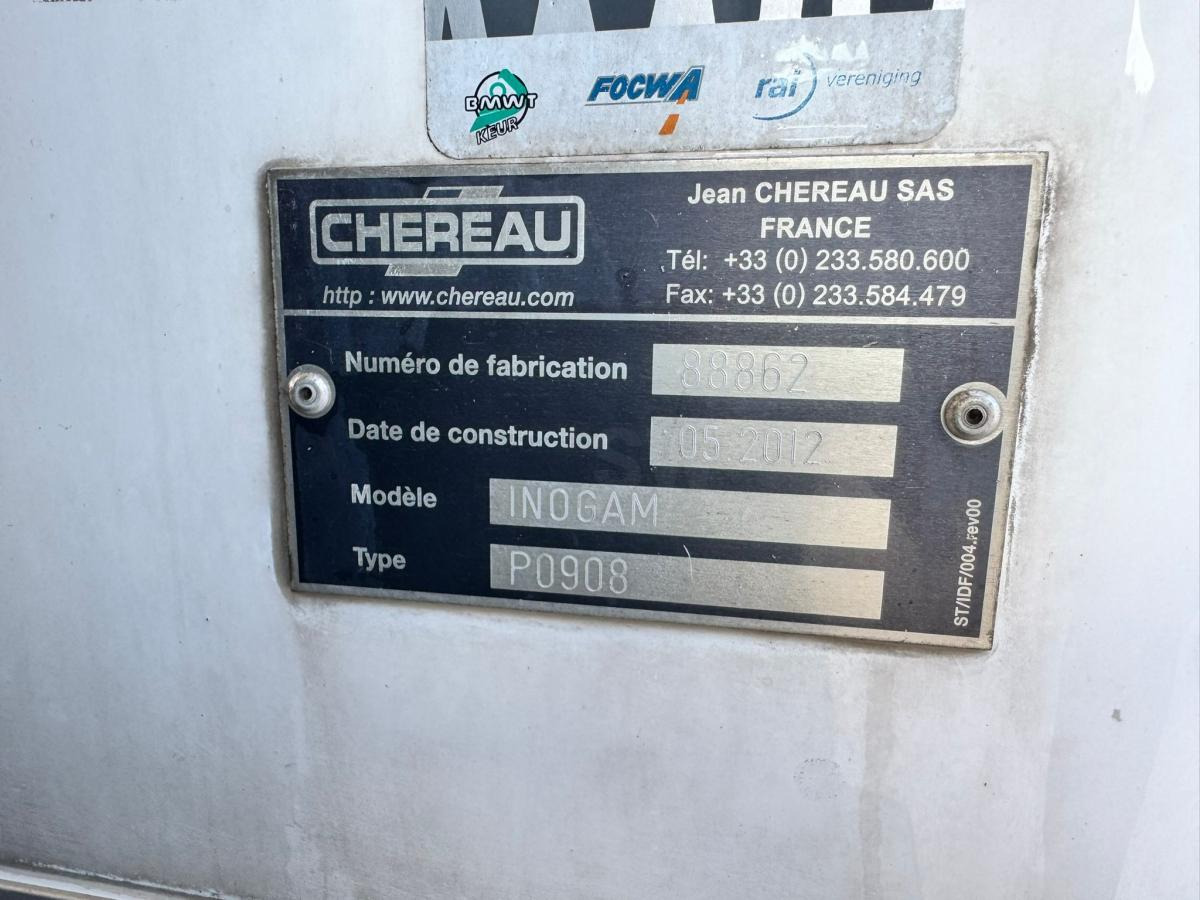 BMWT
KEUR
FOCWA
rai vereniging
CHEREAU
http : www.chereau.com
Jean CHEREAU SAS
FRANCE
Tél: +33 (0) 233.580.600
Fax: +33 (0) 233.584.479
Numéro de fabrication 88862
Date de construction 05.2012
Modèle INOGAM
Type P0908
ST/IDF/004.rev00